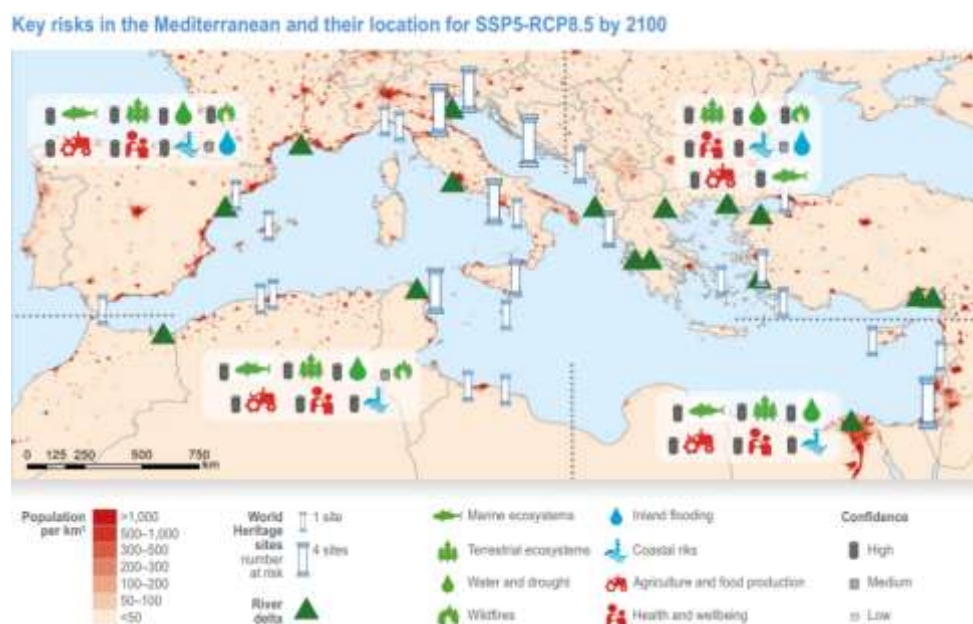 Key risks in the Mediterranean and their location for SSP5-RCP8.5 by 2100
0 125 250 500 750
km
Population
per km²
>1,000
500–1,000
300–500
200–300
100–200
50–100
<50
World
Heritage
sites
number
at risk
1 site
4 sites
River
delta
Marine ecosystems
Terrestrial ecosystems
Water and drought
Wildfires
Inland flooding
Coastal riks
Agriculture and food production
Health and wellbeing
Confidence
High
Medium
Low